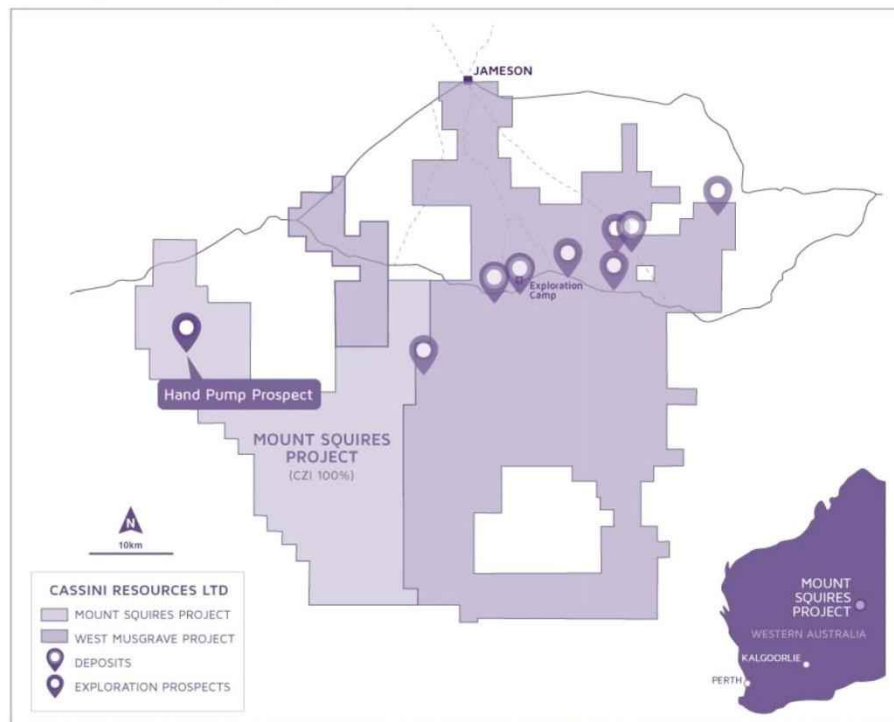 JAMESON
Exploration
Camp
Hand Pump Prospect
MOUNT SQUIRES
PROJECT
(CZI 100%)
N
10km
CASSINI RESOURCES LTD
MOUNT SQUIRES PROJECT
WEST MUSGRAVE PROJECT
DEPOSITS
EXPLORATION PROSPECTS
MOUNT
SQUIRES
PROJECT
WESTERN AUSTRALIA
KALGOORLIE
PERTH